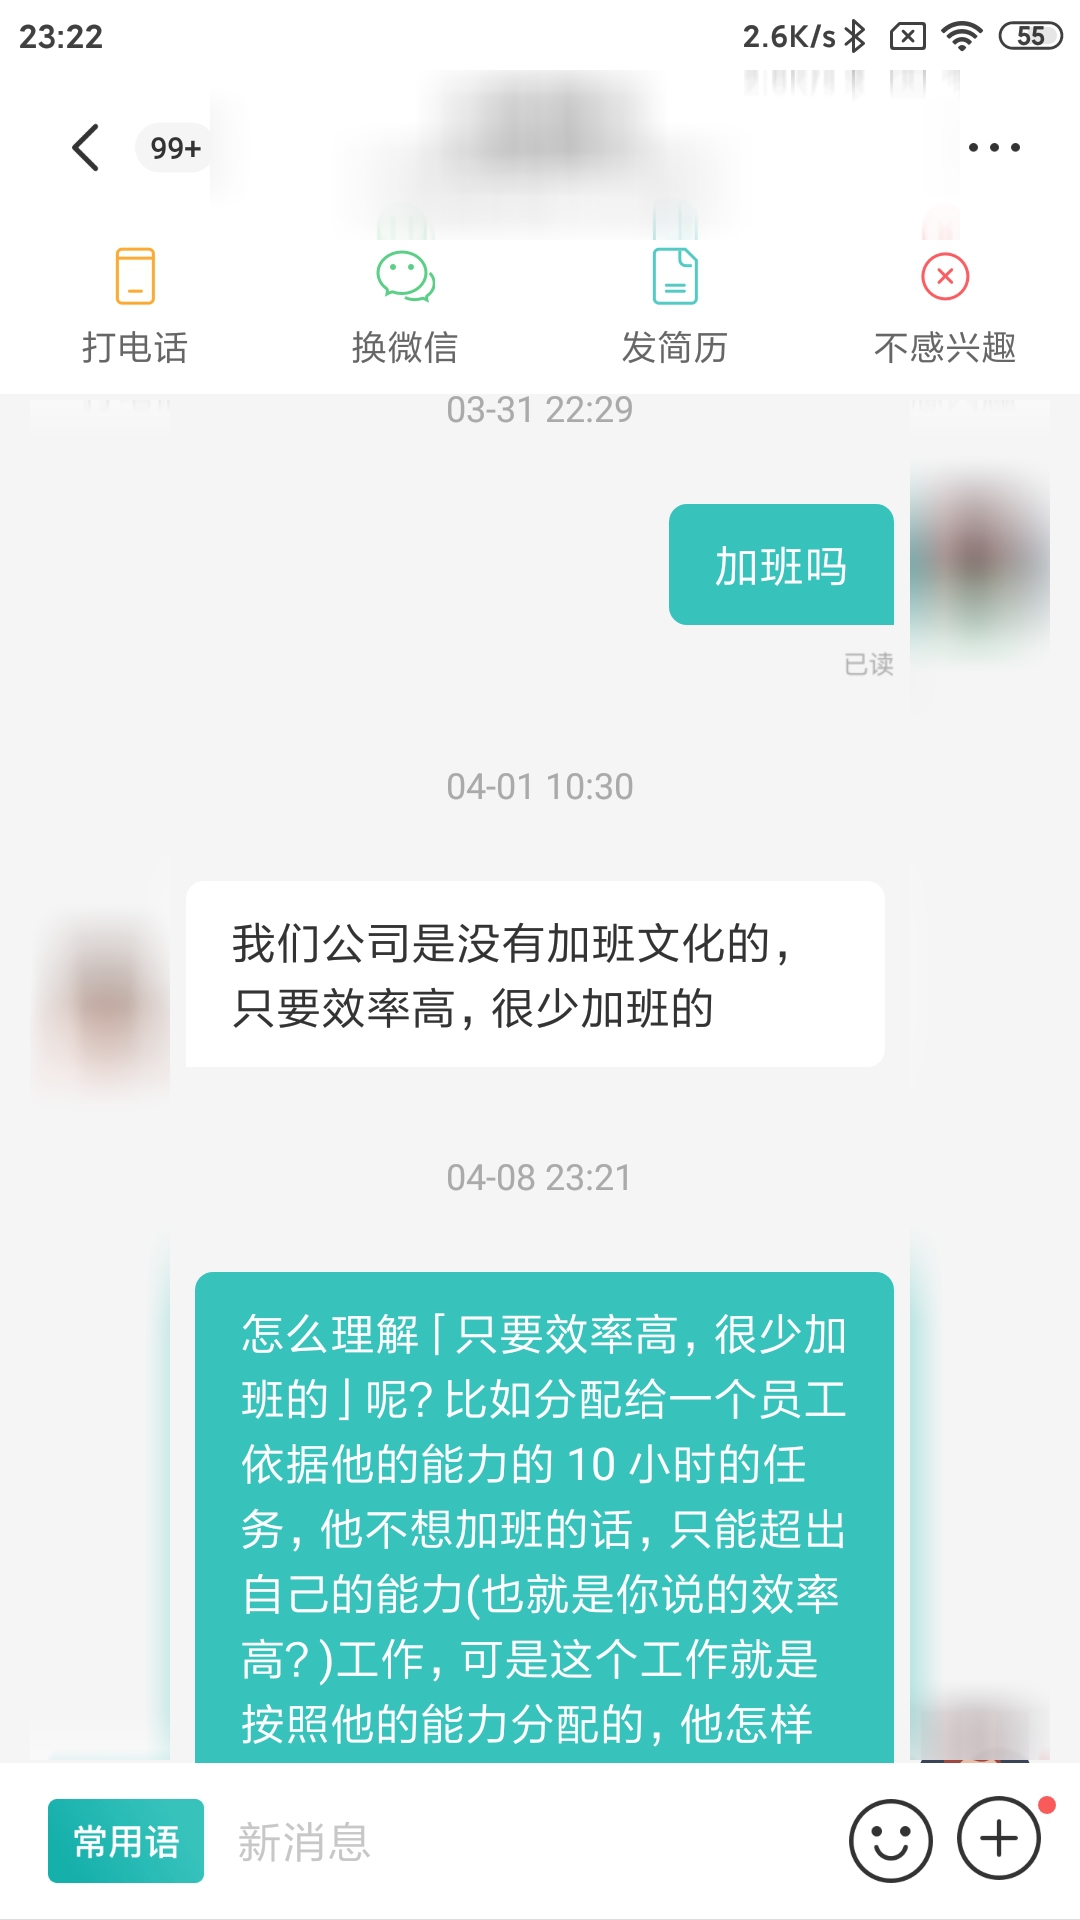 23:22 2.6K/s 55
99+
打电话 换微信 发简历 不感兴趣
03-31 22:29
加班吗
已读
04-01 10:30
我们公司是没有加班文化的，
只要效率高，很少加班的
04-08 23:21
怎么理解「只要效率高，很少加
班的」呢？比如分配给一个员工
依据他的能力的 10 小时的任
务，他不想加班的话，只能超出
自己的能力(也就是你说的效率
高？)工作，可是这个工作就是
按照他的能力分配的，他怎样
常用语 新消息